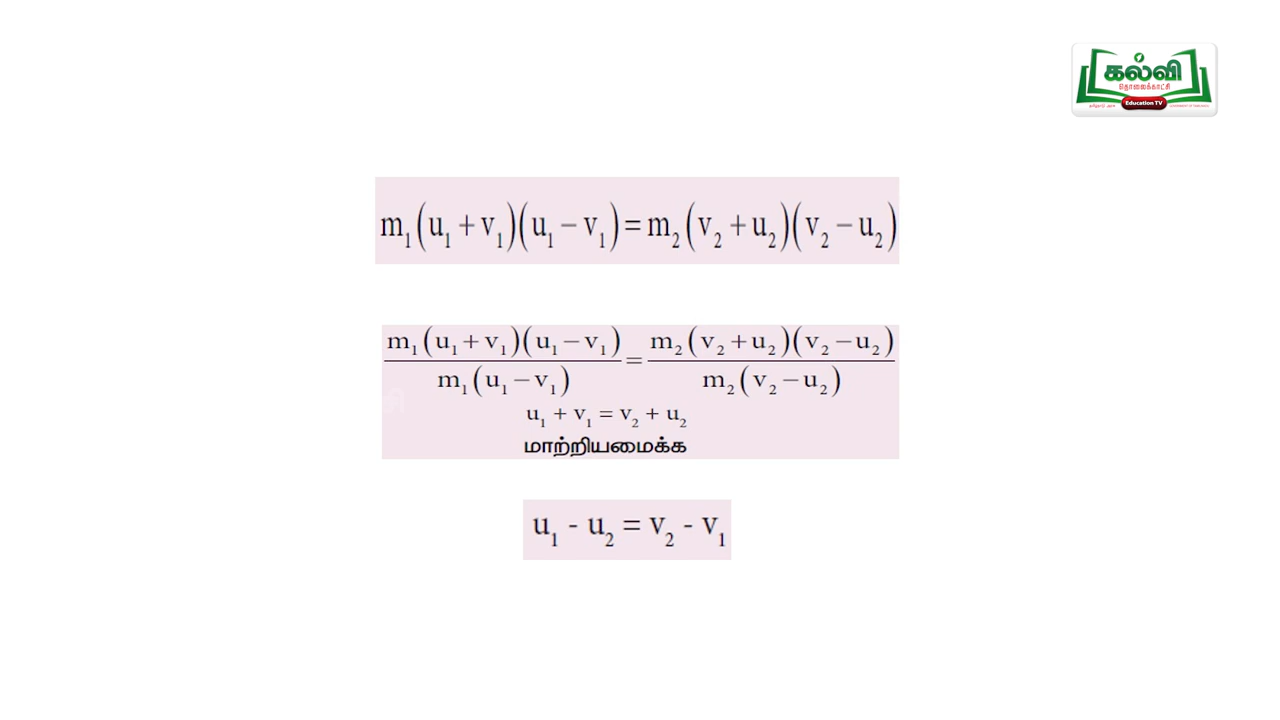 கல்வி
தொலைக்காட்சி
Education TV
m₁(u₁ + v₁)(u₁ − v₁) = m₂(v₂ + u₂)(v₂ − u₂)
m₁(u₁ + v₁)(u₁ − v₁) / m₁(u₁ − v₁) = m₂(v₂ + u₂)(v₂ − u₂) / m₂(v₂ − u₂)
u₁ + v₁ = v₂ + u₂
மாற்றியமைக்க
u₁ - u₂ = v₂ - v₁